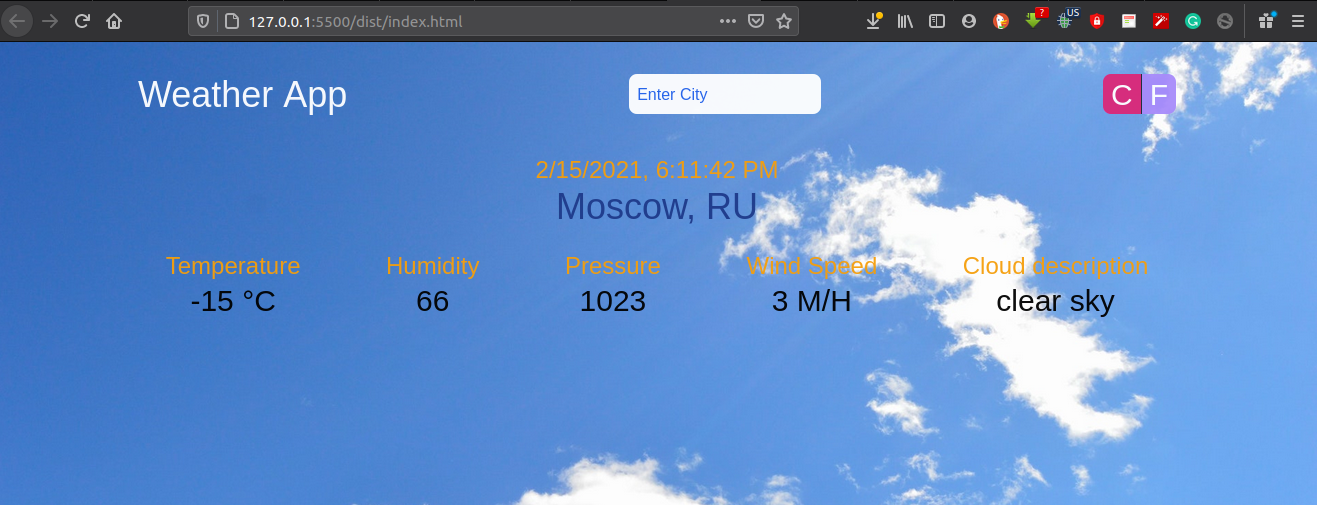 127.0.0.1:5500/dist/index.html
?
US
Weather App
Enter City
C F
2/15/2021, 6:11:42 PM
Moscow, RU
Temperature Humidity Pressure Wind Speed Cloud description
-15 °C 66 1023 3 M/H clear sky